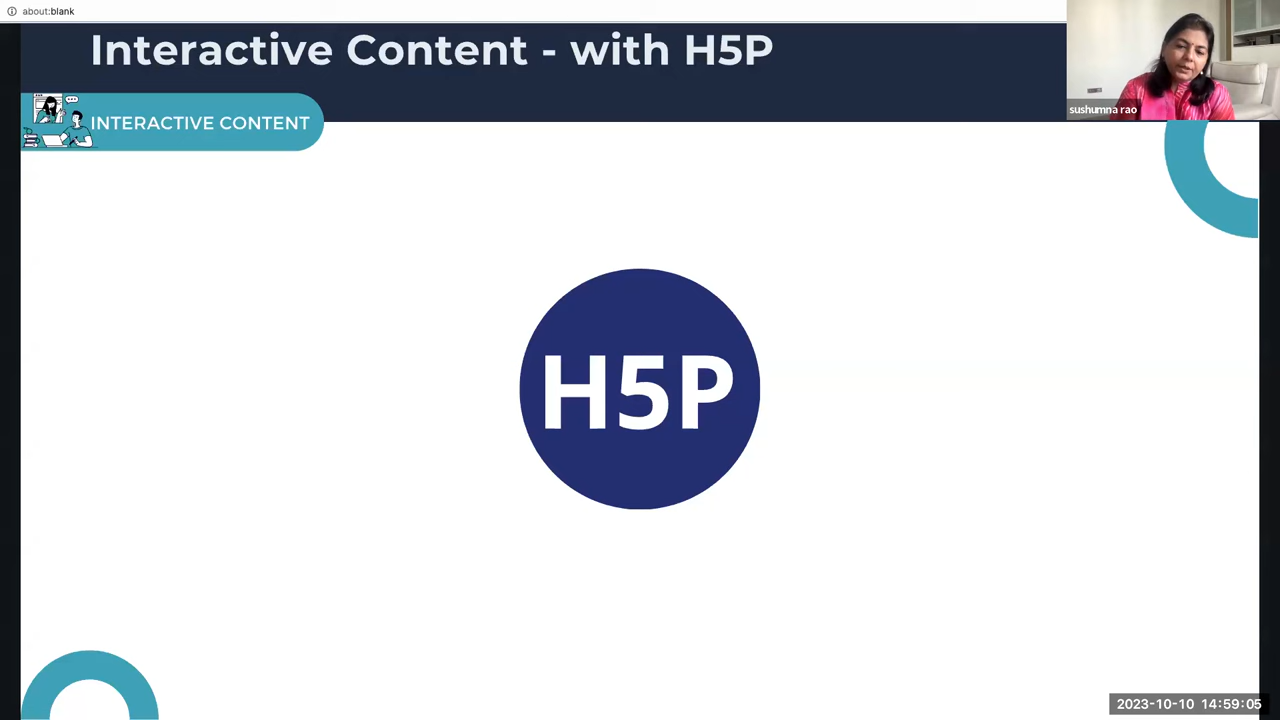 about:blank
Interactive Content - with H5P
sushumna rao
INTERACTIVE CONTENT
H5P
2023-10-10 14:59:05